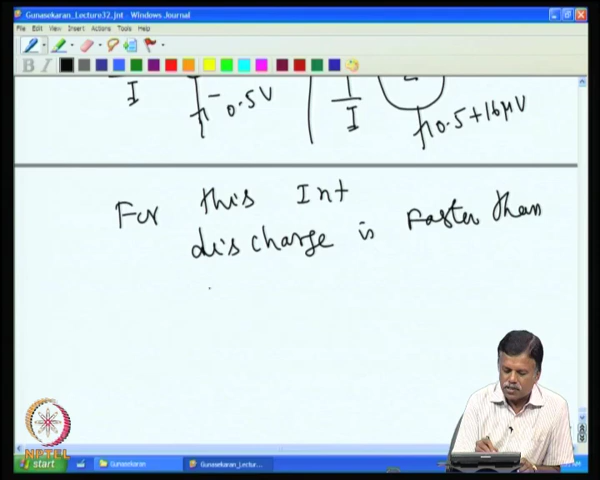 Gunasekaran_Lecture32.jnt - Windows Journal
File Edit View Insert Actions Tools Help
B I
I 0.5V 1 I 0.5+16µV
For this Int
discharge is Faster than
NPTEL
start Gunasekaran Gunasekaran_Lectur...